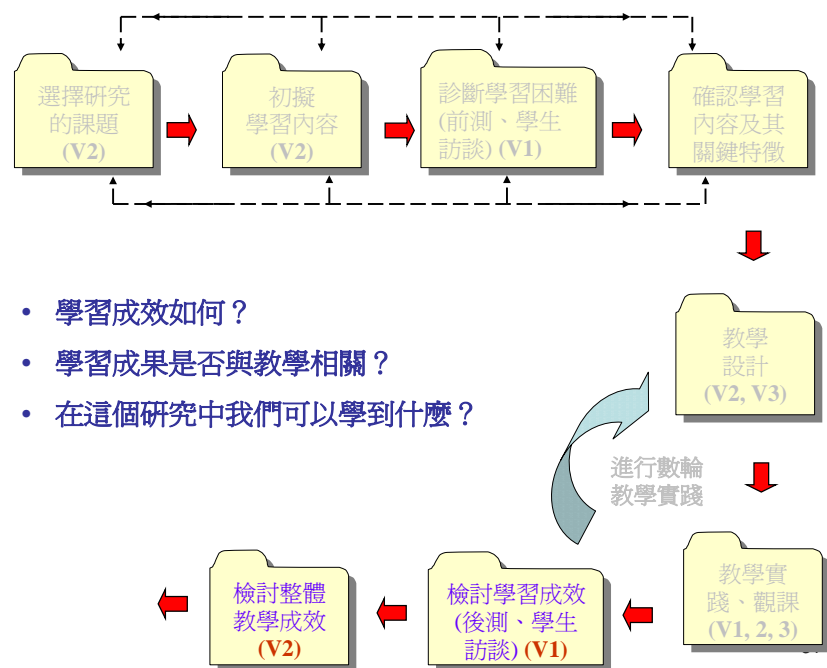 選擇研究
的課題
(V2)
初擬
學習內容
(V2)
診斷學習困難
(前測、學生
訪談) (V1)
確認學習
內容及其
關鍵特徵
• 學習成效如何？
• 學習成果是否與教學相關？
• 在這個研究中我們可以學到什麼？
教學
設計
(V2, V3)
進行數輪
教學實踐
教學實
踐、觀課
(V1, 2, 3)
檢討學習成效
(後測、學生
訪談) (V1)
檢討整體
教學成效
(V2)